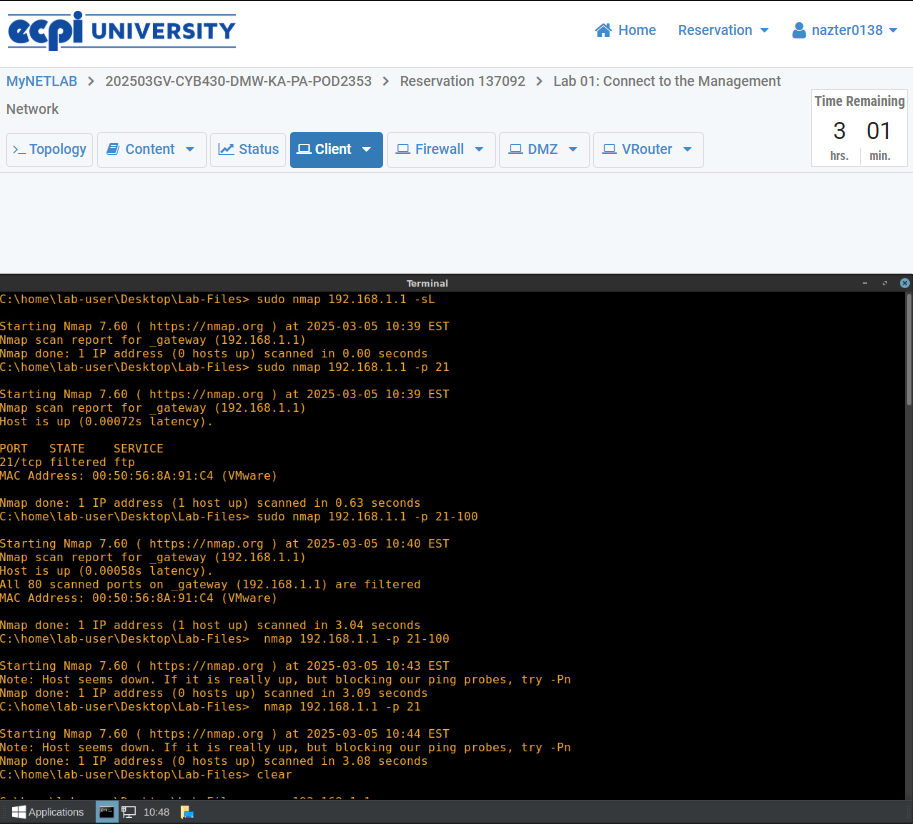 ecpi UNIVERSITY
Home Reservation nazter0138
MyNETLAB > 202503GV-CYB430-DMW-KA-PA-POD2353 > Reservation 137092 > Lab 01: Connect to the Management
Network
Time Remaining
3 01
hrs. min.
>_ Topology Content Status Client Firewall DMZ VRouter
Terminal
C:\home\lab-user\Desktop\Lab-Files> sudo nmap 192.168.1.1 -sL
Starting Nmap 7.60 ( https://nmap.org ) at 2025-03-05 10:39 EST
Nmap scan report for _gateway (192.168.1.1)
Nmap done: 1 IP address (0 hosts up) scanned in 0.00 seconds
C:\home\lab-user\Desktop\Lab-Files> sudo nmap 192.168.1.1 -p 21
Starting Nmap 7.60 ( https://nmap.org ) at 2025-03-05 10:39 EST
Nmap scan report for _gateway (192.168.1.1)
Host is up (0.00072s latency).
PORT   STATE    SERVICE
21/tcp filtered ftp
MAC Address: 00:50:56:8A:91:C4 (VMware)
Nmap done: 1 IP address (1 host up) scanned in 0.63 seconds
C:\home\lab-user\Desktop\Lab-Files> sudo nmap 192.168.1.1 -p 21-100
Starting Nmap 7.60 ( https://nmap.org ) at 2025-03-05 10:40 EST
Nmap scan report for _gateway (192.168.1.1)
Host is up (0.00058s latency).
All 80 scanned ports on _gateway (192.168.1.1) are filtered
MAC Address: 00:50:56:8A:91:C4 (VMware)
Nmap done: 1 IP address (1 host up) scanned in 3.04 seconds
C:\home\lab-user\Desktop\Lab-Files>  nmap 192.168.1.1 -p 21-100
Starting Nmap 7.60 ( https://nmap.org ) at 2025-03-05 10:43 EST
Note: Host seems down. If it is really up, but blocking our ping probes, try -Pn
Nmap done: 1 IP address (0 hosts up) scanned in 3.09 seconds
C:\home\lab-user\Desktop\Lab-Files>  nmap 192.168.1.1 -p 21
Starting Nmap 7.60 ( https://nmap.org ) at 2025-03-05 10:44 EST
Note: Host seems down. If it is really up, but blocking our ping probes, try -Pn
Nmap done: 1 IP address (0 hosts up) scanned in 3.08 seconds
C:\home\lab-user\Desktop\Lab-Files> clear
Applications 10:48